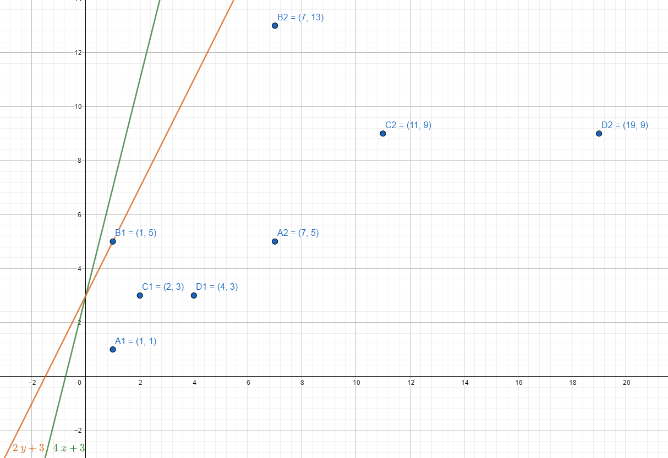 B2 = (7, 13)
12
10
C2 = (11, 9)
D2 = (19, 9)
8
6
B1 = (1, 5)
A2 = (7, 5)
4
C1 = (2, 3)
D1 = (4, 3)
2
A1 = (1, 1)
−2
0
2
4
6
8
10
12
14
16
18
20
−2
2 y + 3
4 x + 3